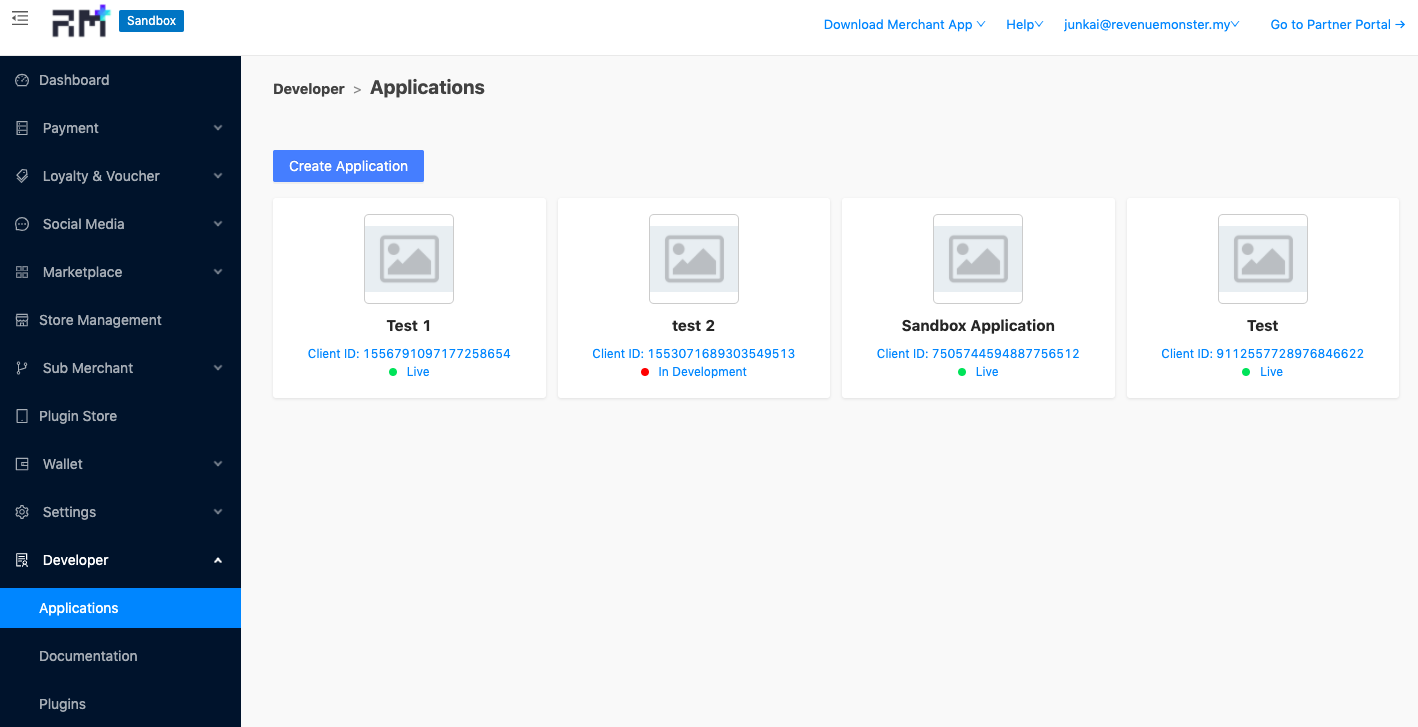 RM
Sandbox
Download Merchant App
Help
junkai@revenuemonster.my
Go to Partner Portal →
Dashboard
Payment
Loyalty & Voucher
Social Media
Marketplace
Store Management
Sub Merchant
Plugin Store
Wallet
Settings
Developer
Applications
Documentation
Plugins
Developer > Applications
Create Application
Test 1
Client ID: 1556791097177258654
Live
test 2
Client ID: 1553071689303549513
In Development
Sandbox Application
Client ID: 7505744594887756512
Live
Test
Client ID: 9112557728976846622
Live